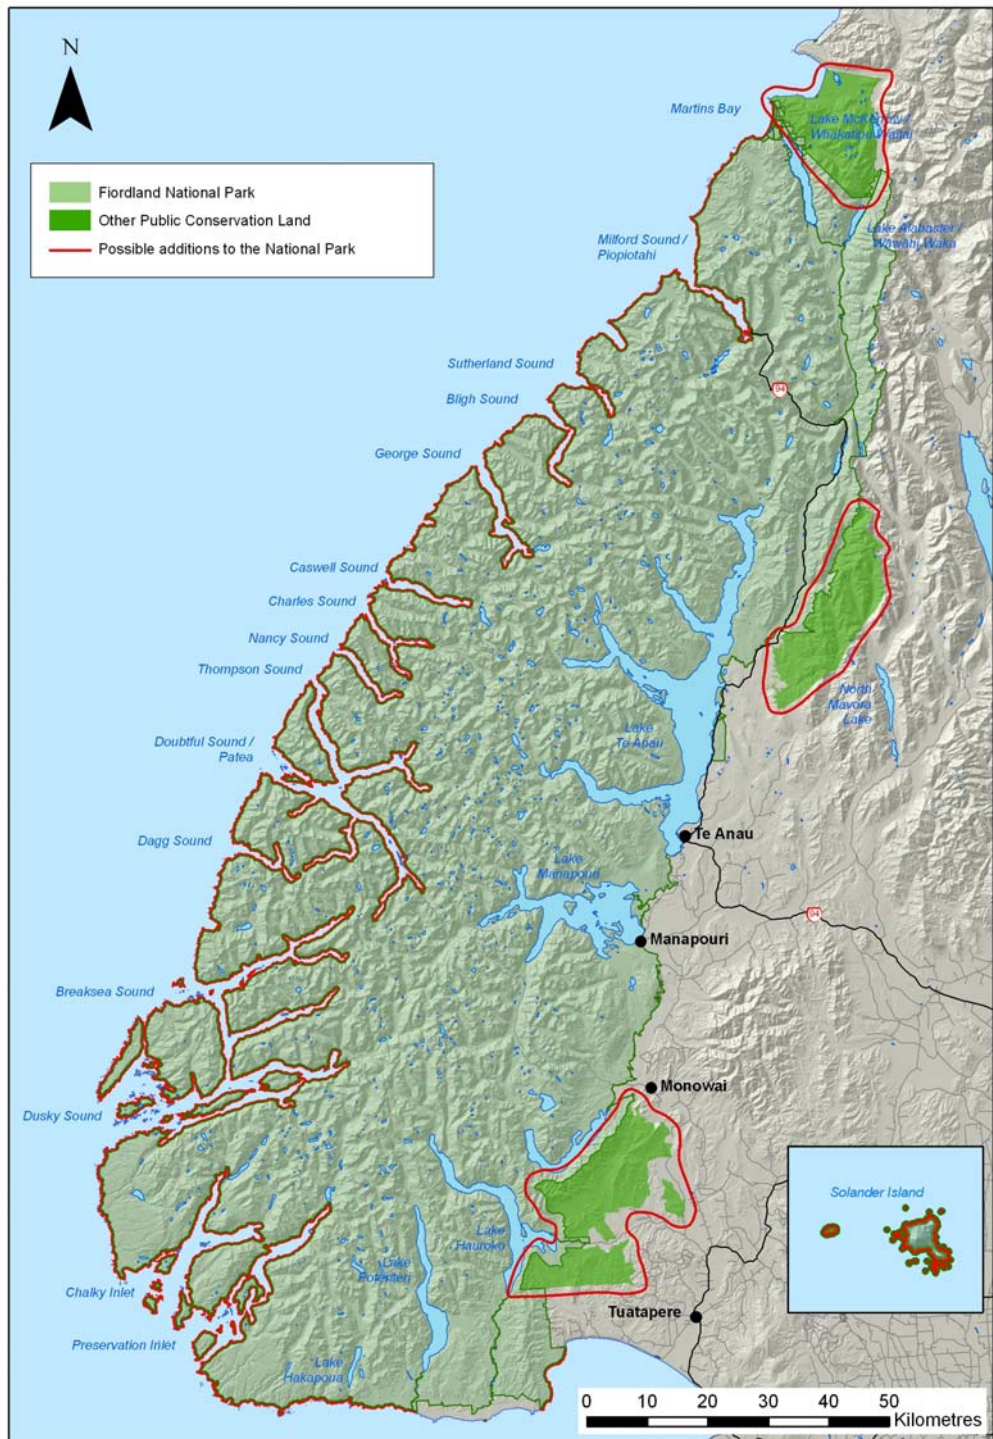 N
Fiordland National Park
Other Public Conservation Land
Possible additions to the National Park
Martins Bay
Lake McKerrow /
Whakatipu Waitai
Lake Alabaster /
Wawahi Waka
Milford Sound /
Piopiotahi
94
Sutherland Sound
Bligh Sound
George Sound
Caswell Sound
Charles Sound
Nancy Sound
Thompson Sound
North
Mavora
Lake
Lake
Te Anau
Doubtful Sound /
Patea
Te Anau
Dagg Sound
Lake
Manapouri
94
Manapouri
Breaksea Sound
Monowai
Dusky Sound
Solander Island
Lake
Hauroko
Lake
Poteriteri
Chalky Inlet
Tuatapere
Preservation Inlet
Lake
Hakapoua
0 10 20 30 40 50
Kilometres